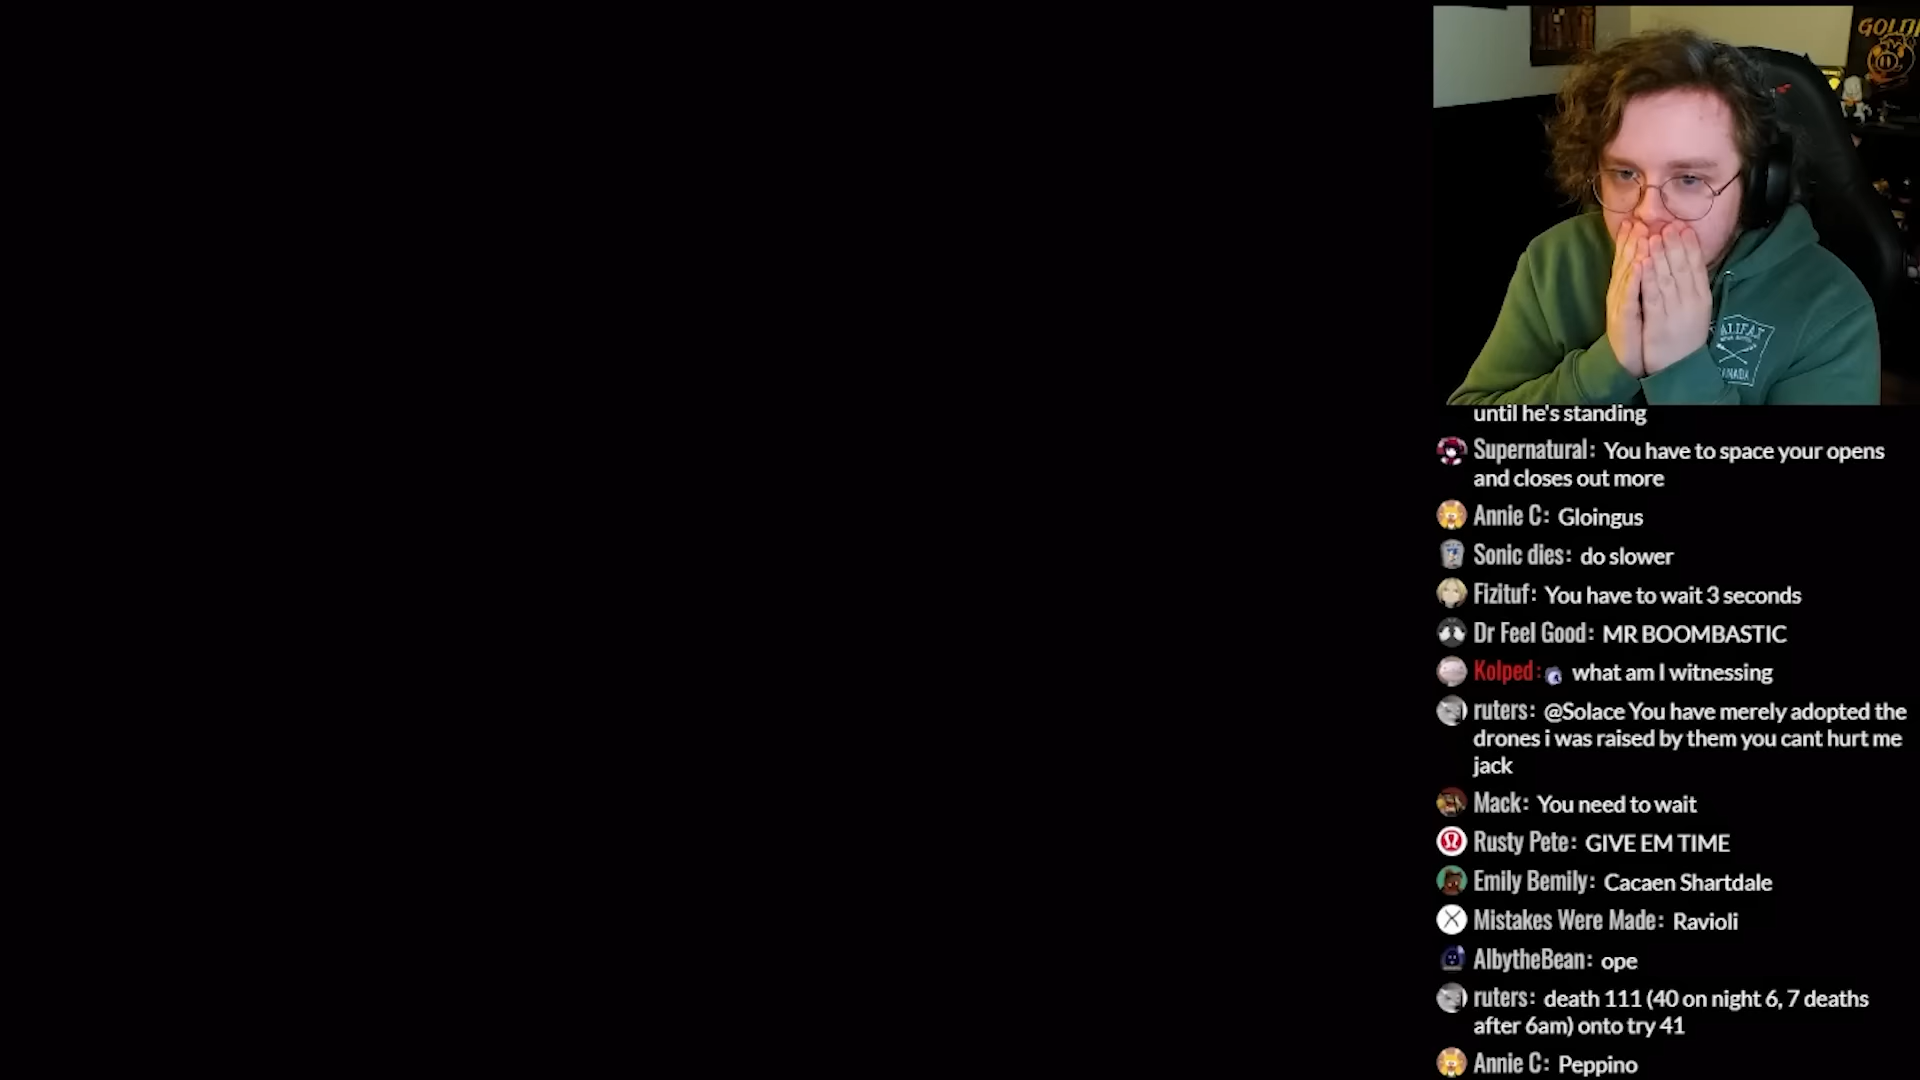 GOLD
ALIFAX
until he's standing
Supernatural: You have to space your opens
and closes out more
Annie C: Gloingus
Sonic dies: do slower
Fizituf: You have to wait 3 seconds
Dr Feel Good: MR BOOMBASTIC
Kolped: what am I witnessing
ruters: @Solace You have merely adopted the
drones i was raised by them you cant hurt me
jack
Mack: You need to wait
Rusty Pete: GIVE EM TIME
Emily Bemily: Cacaen Shartdale
Mistakes Were Made: Ravioli
AlbytheBean: ope
ruters: death 111 (40 on night 6, 7 deaths
after 6am) onto try 41
Annie C: Peppino